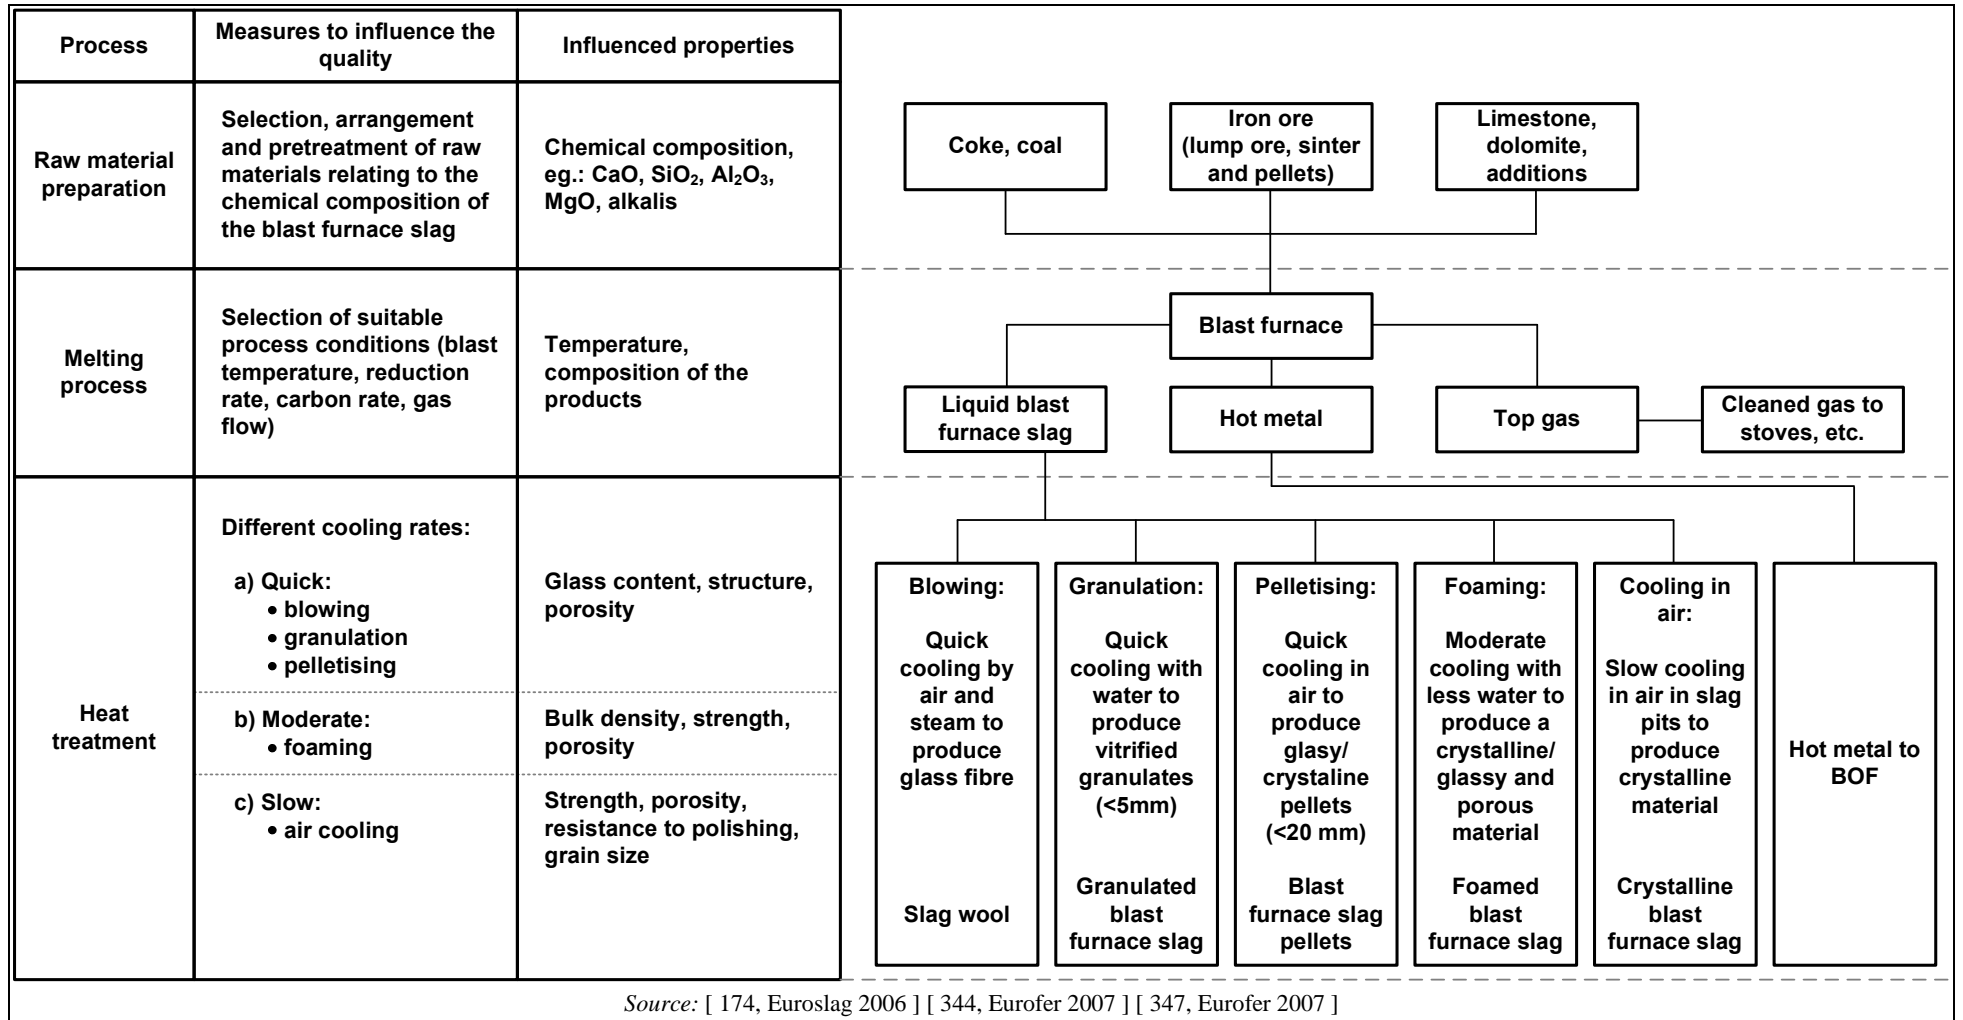 Process
Measures to influence the
quality
Influenced properties
Raw material
preparation
Selection, arrangement
and pretreatment of raw
materials relating to the
chemical composition of
the blast furnace slag
Chemical composition,
eg.: CaO, SiO₂, Al₂O₃,
MgO, alkalis
Coke, coal
Iron ore
(lump ore, sinter
and pellets)
Limestone,
dolomite,
additions
Melting
process
Selection of suitable
process conditions (blast
temperature, reduction
rate, carbon rate, gas
flow)
Temperature,
composition of the
products
Blast furnace
Liquid blast
furnace slag
Hot metal
Top gas
Cleaned gas to
stoves, etc.
Heat
treatment
Different cooling rates:
a) Quick:
• blowing
• granulation
• pelletising
Glass content, structure,
porosity
b) Moderate:
• foaming
Bulk density, strength,
porosity
c) Slow:
• air cooling
Strength, porosity,
resistance to polishing,
grain size
Blowing:
Quick
cooling by
air and
steam to
produce
glass fibre
Slag wool
Granulation:
Quick
cooling with
water to
produce
vitrified
granulates
(<5mm)
Granulated
blast
furnace slag
Pelletising:
Quick
cooling in
air to
produce
glasy/
crystaline
pellets
(<20 mm)
Blast
furnace slag
pellets
Foaming:
Moderate
cooling with
less water to
produce a
crystalline/
glassy and
porous
material
Foamed
blast
furnace slag
Cooling in
air:
Slow cooling
in air in slag
pits to
produce
crystalline
material
Crystalline
blast
furnace slag
Hot metal to
BOF
Source: [ 174, Euroslag 2006 ] [ 344, Eurofer 2007 ] [ 347, Eurofer 2007 ]